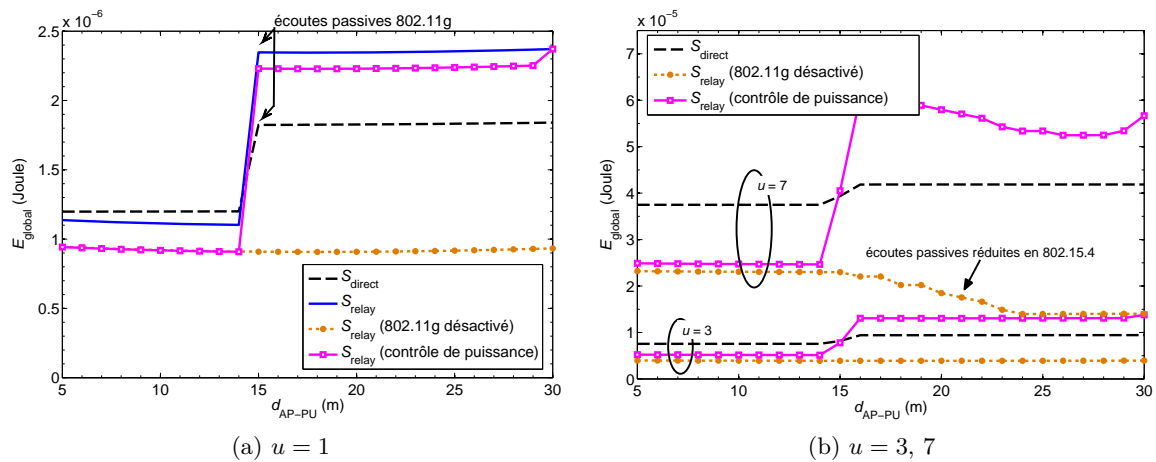 x 10⁻⁶
écoutes passives 802.11g
2.5
2
1.5
1
0.5
0
E_global (Joule)
S_direct
S_relay
S_relay (802.11g désactivé)
S_relay (contrôle de puissance)
5 10 15 20 25 30
d_AP−PU (m)
(a) u = 1
x 10⁻⁵
7
6
5
4
3
2
1
0
E_global (Joule)
S_direct
S_relay (802.11g désactivé)
S_relay (contrôle de puissance)
u = 7
écoutes passives réduites en 802.15.4
u = 3
5 10 15 20 25 30
d_AP−PU (m)
(b) u = 3, 7